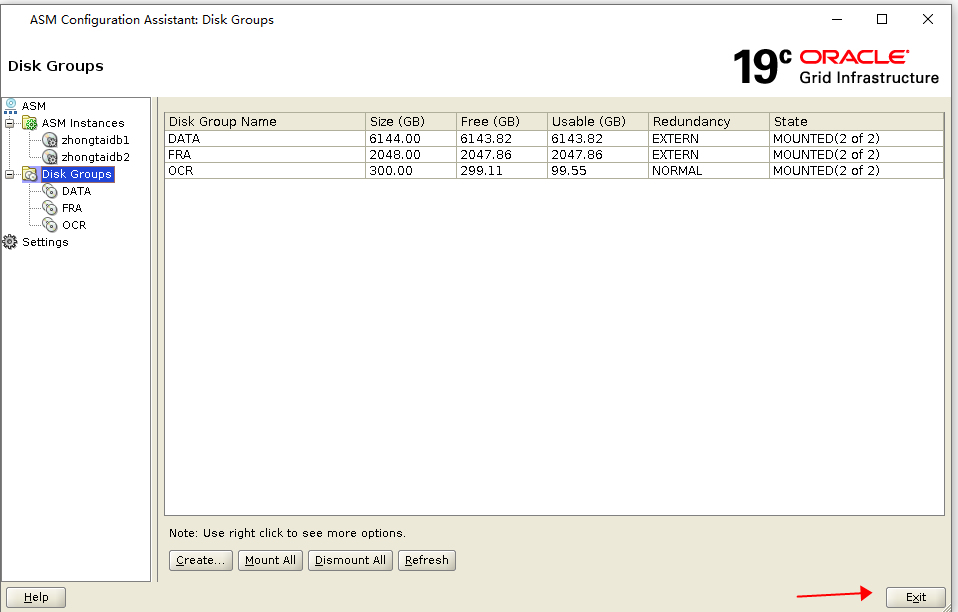 ASM Configuration Assistant: Disk Groups
Disk Groups
19c ORACLE
Grid Infrastructure
ASM
ASM Instances
zhongtaidb1
zhongtaidb2
Disk Groups
DATA
FRA
OCR
Settings
Disk Group Name Size (GB) Free (GB) Usable (GB) Redundancy State
DATA 6144.00 6143.82 6143.82 EXTERN MOUNTED(2 of 2)
FRA 2048.00 2047.86 2047.86 EXTERN MOUNTED(2 of 2)
OCR 300.00 299.11 99.55 NORMAL MOUNTED(2 of 2)
Note: Use right click to see more options.
Create... Mount All Dismount All Refresh
Help Exit